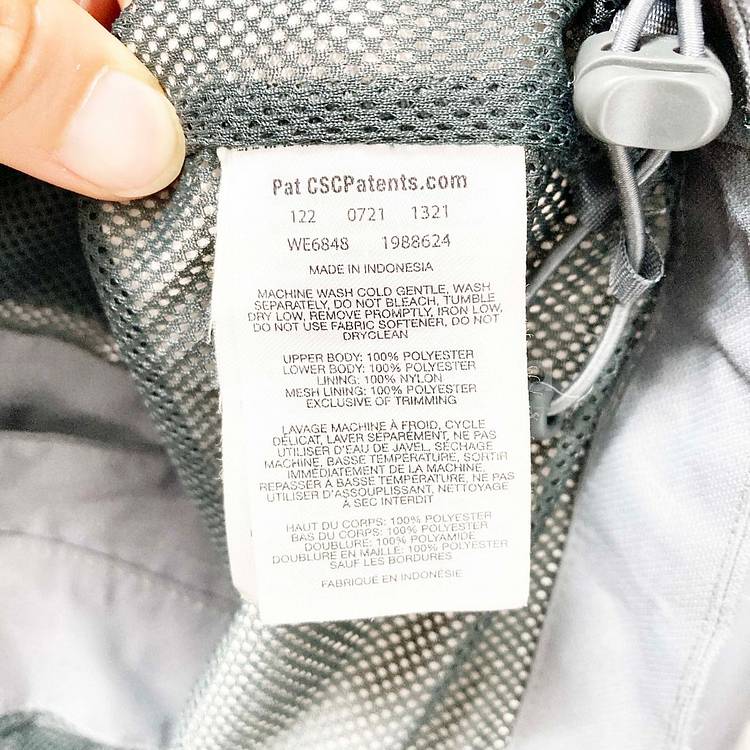 Pat CSCPatents.com
122 0721 1321
WE6848 1988624
MADE IN INDONESIA
MACHINE WASH COLD GENTLE, WASH
SEPARATELY, DO NOT BLEACH, TUMBLE
DRY LOW, REMOVE PROMPTLY, IRON LOW,
DO NOT USE FABRIC SOFTENER, DO NOT
DRYCLEAN
UPPER BODY: 100% POLYESTER
LOWER BODY: 100% POLYESTER
LINING: 100% NYLON
MESH LINING: 100% POLYESTER
EXCLUSIVE OF TRIMMING
LAVAGE MACHINE À FROID, CYCLE
DÉLICAT, LAVER SÉPARÉMENT, NE PAS
UTILISER D'EAU DE JAVEL, SÉCHAGE
MACHINE, BASSE TEMPÉRATURE, SORTIR
IMMÉDIATEMENT DE LA MACHINE,
REPASSER À BASSE TEMPÉRATURE, NE PAS
UTILISER D'ASSOUPLISSANT, NETTOYAGE
À SEC INTERDIT
HAUT DU CORPS: 100% POLYESTER
BAS DU CORPS: 100% POLYESTER
DOUBLURE: 100% POLYAMIDE
DOUBLURE EN MAILLE: 100% POLYESTER
SAUF LES BORDURES
FABRIQUÉ EN INDONÉSIE